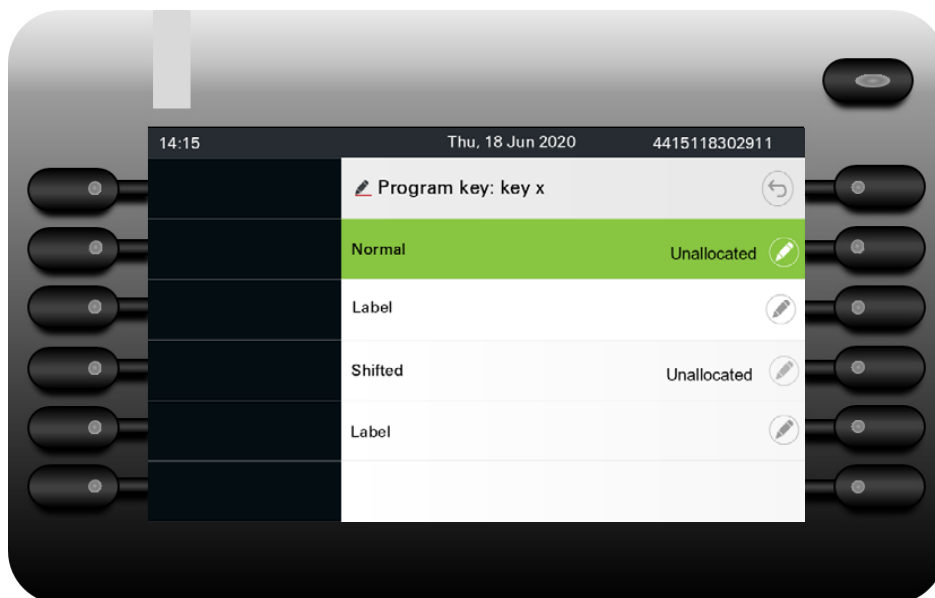 14:15 Thu, 18 Jun 2020 4415118302911
Program key: key x
Normal Unallocated
Label
Shifted Unallocated
Label